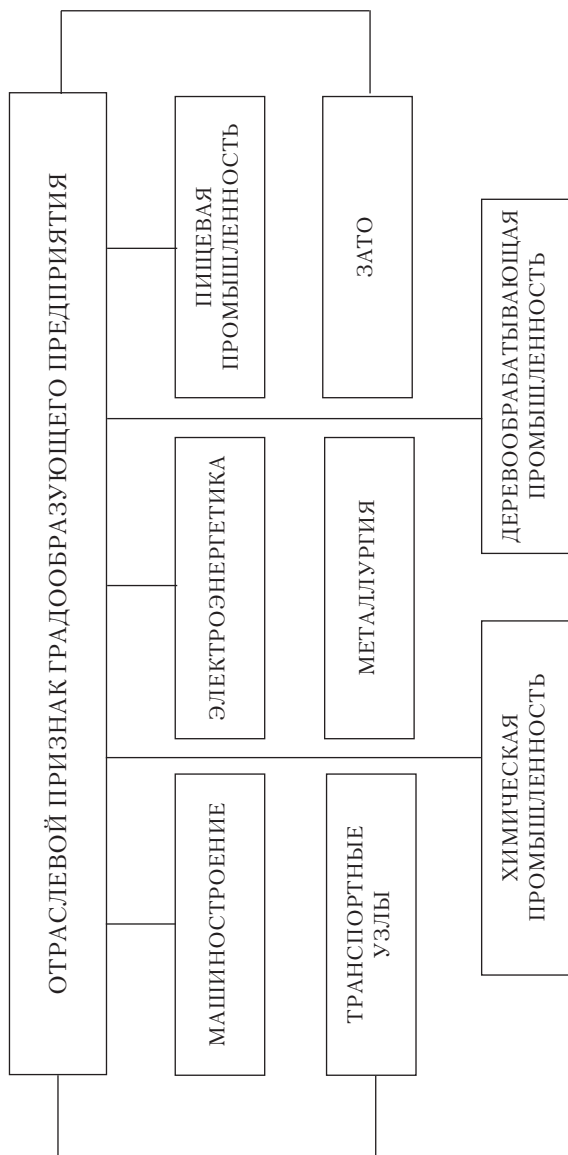 ОТРАСЛЕВОЙ ПРИЗНАК ГРАДООБРАЗУЮЩЕГО ПРЕДПРИЯТИЯ
МАШИНОСТРОЕНИЕ
ЭЛЕКТРОЭНЕРГЕТИКА
ПИЩЕВАЯ
ПРОМЫШЛЕННОСТЬ
ТРАНСПОРТНЫЕ
УЗЛЫ
МЕТАЛЛУРГИЯ
ЗАТО
ХИМИЧЕСКАЯ
ПРОМЫШЛЕННОСТЬ
ДЕРЕВООБРАБАТЫВАЮЩАЯ
ПРОМЫШЛЕННОСТЬ